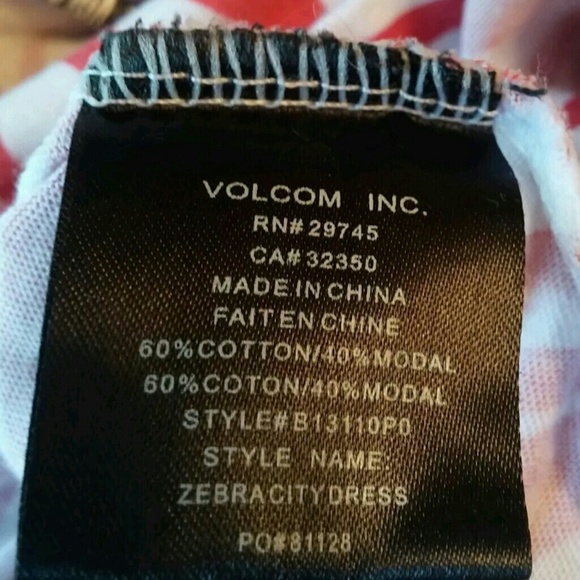 VOLCOM INC.
RN# 29745
CA# 32350
MADE IN CHINA
FAIT EN CHINE
60%COTTON/40%MODAL
60%COTON/40%MODAL
STYLE#B13110P0
STYLE NAME:
ZEBRACITYDRESS
PO#81128